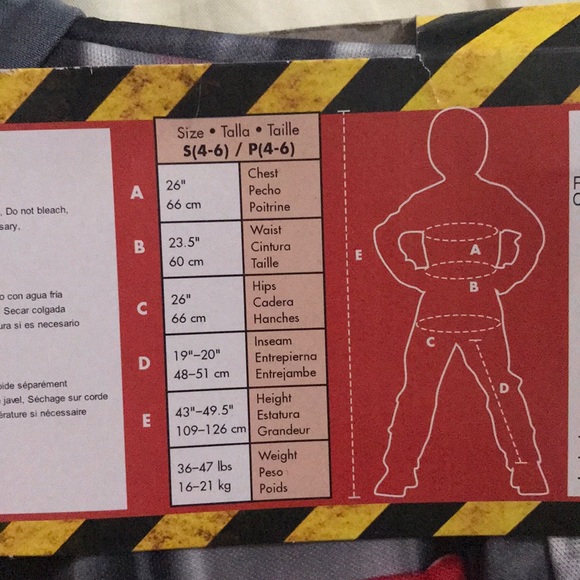 , Do not bleach,
sary.
o con agua fría
Secar colgada
ura si es necesario
oide séparément
javel, Séchage sur corde
érature si nécessaire
Size • Talla • Taille
S(4-6) / P(4-6)
A
26"
66 cm
Chest
Pecho
Poitrine
B
23.5"
60 cm
Waist
Cintura
Taille
C
26"
66 cm
Hips
Cadera
Hanches
D
19"–20"
48–51 cm
Inseam
Entrepierna
Entrejambe
E
43"–49.5"
109–126 cm
Height
Estatura
Grandeur
36–47 lbs
16–21 kg
Weight
Peso
Poids
E
A
B
C
D